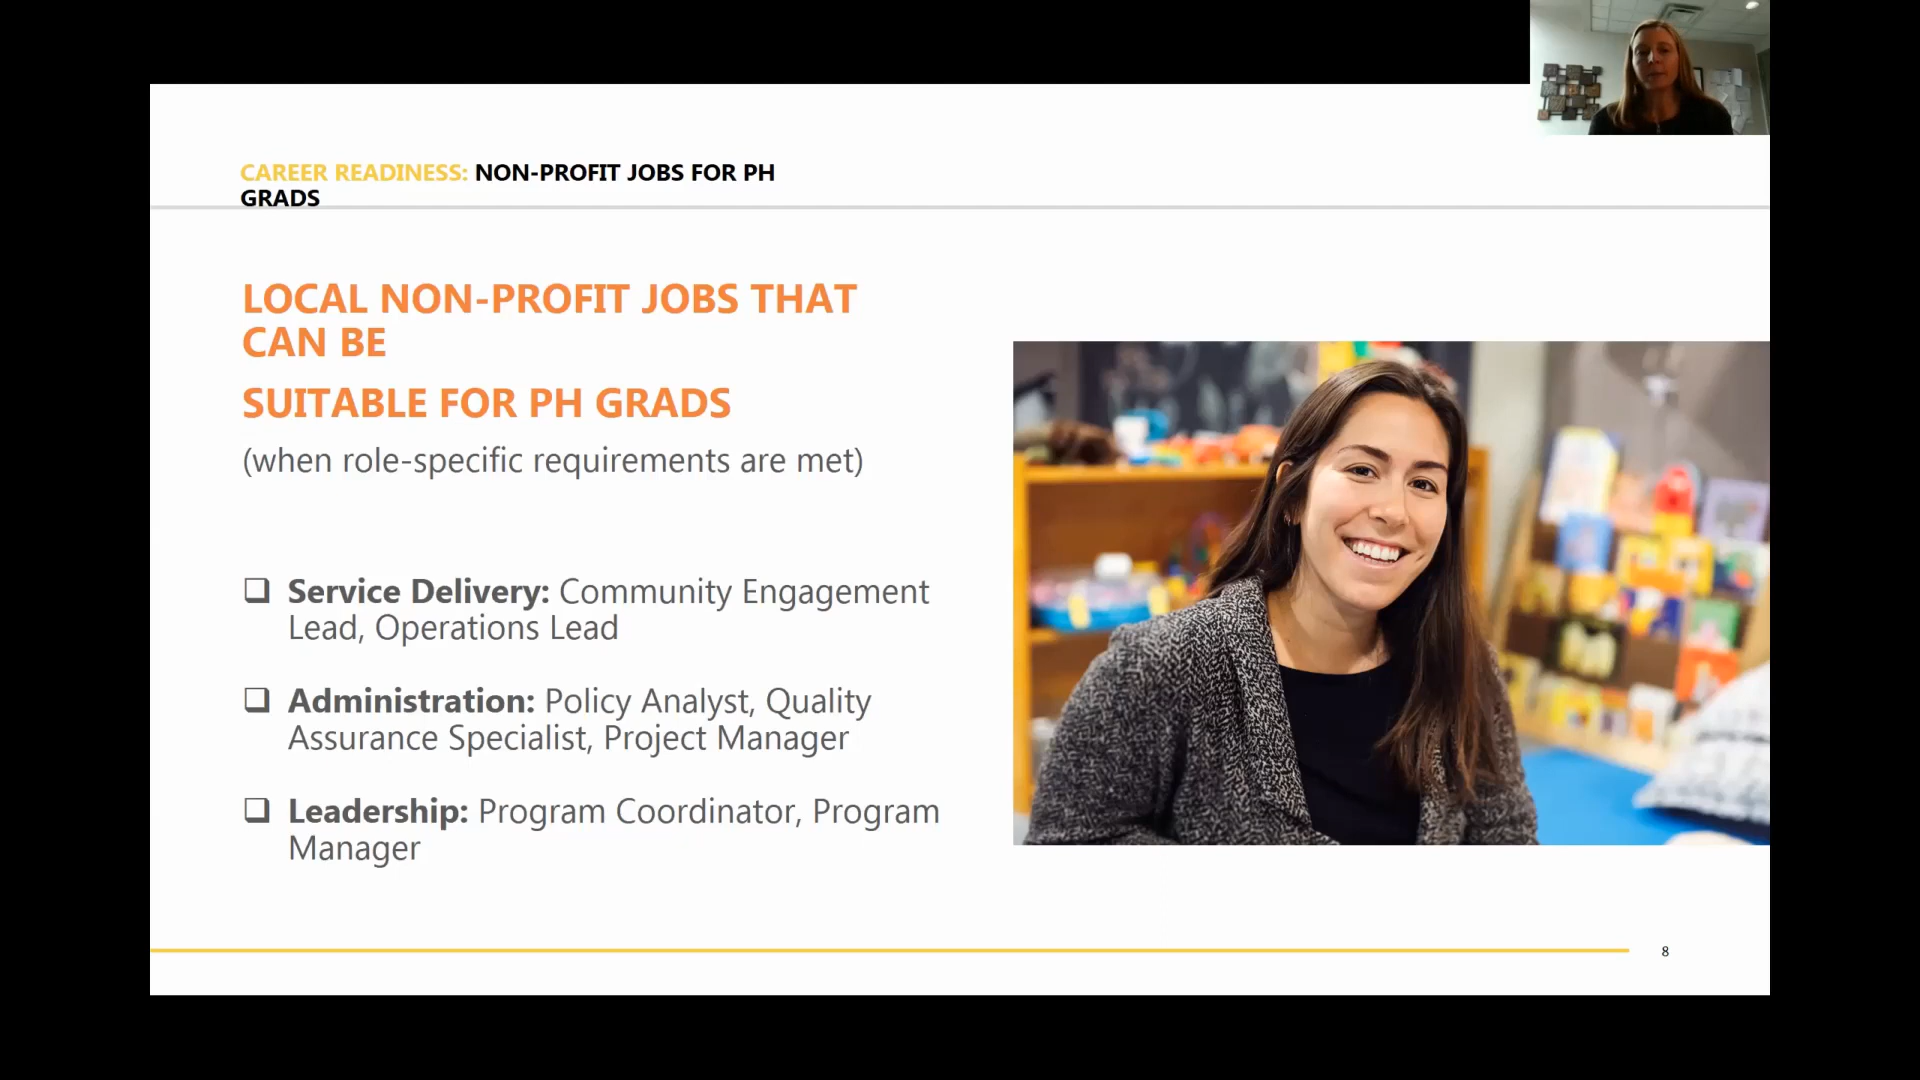 CAREER READINESS: NON-PROFIT JOBS FOR PH
GRADS
LOCAL NON-PROFIT JOBS THAT
CAN BE
SUITABLE FOR PH GRADS
(when role-specific requirements are met)
❑ Service Delivery: Community Engagement
Lead, Operations Lead
❑ Administration: Policy Analyst, Quality
Assurance Specialist, Project Manager
❑ Leadership: Program Coordinator, Program
Manager
8